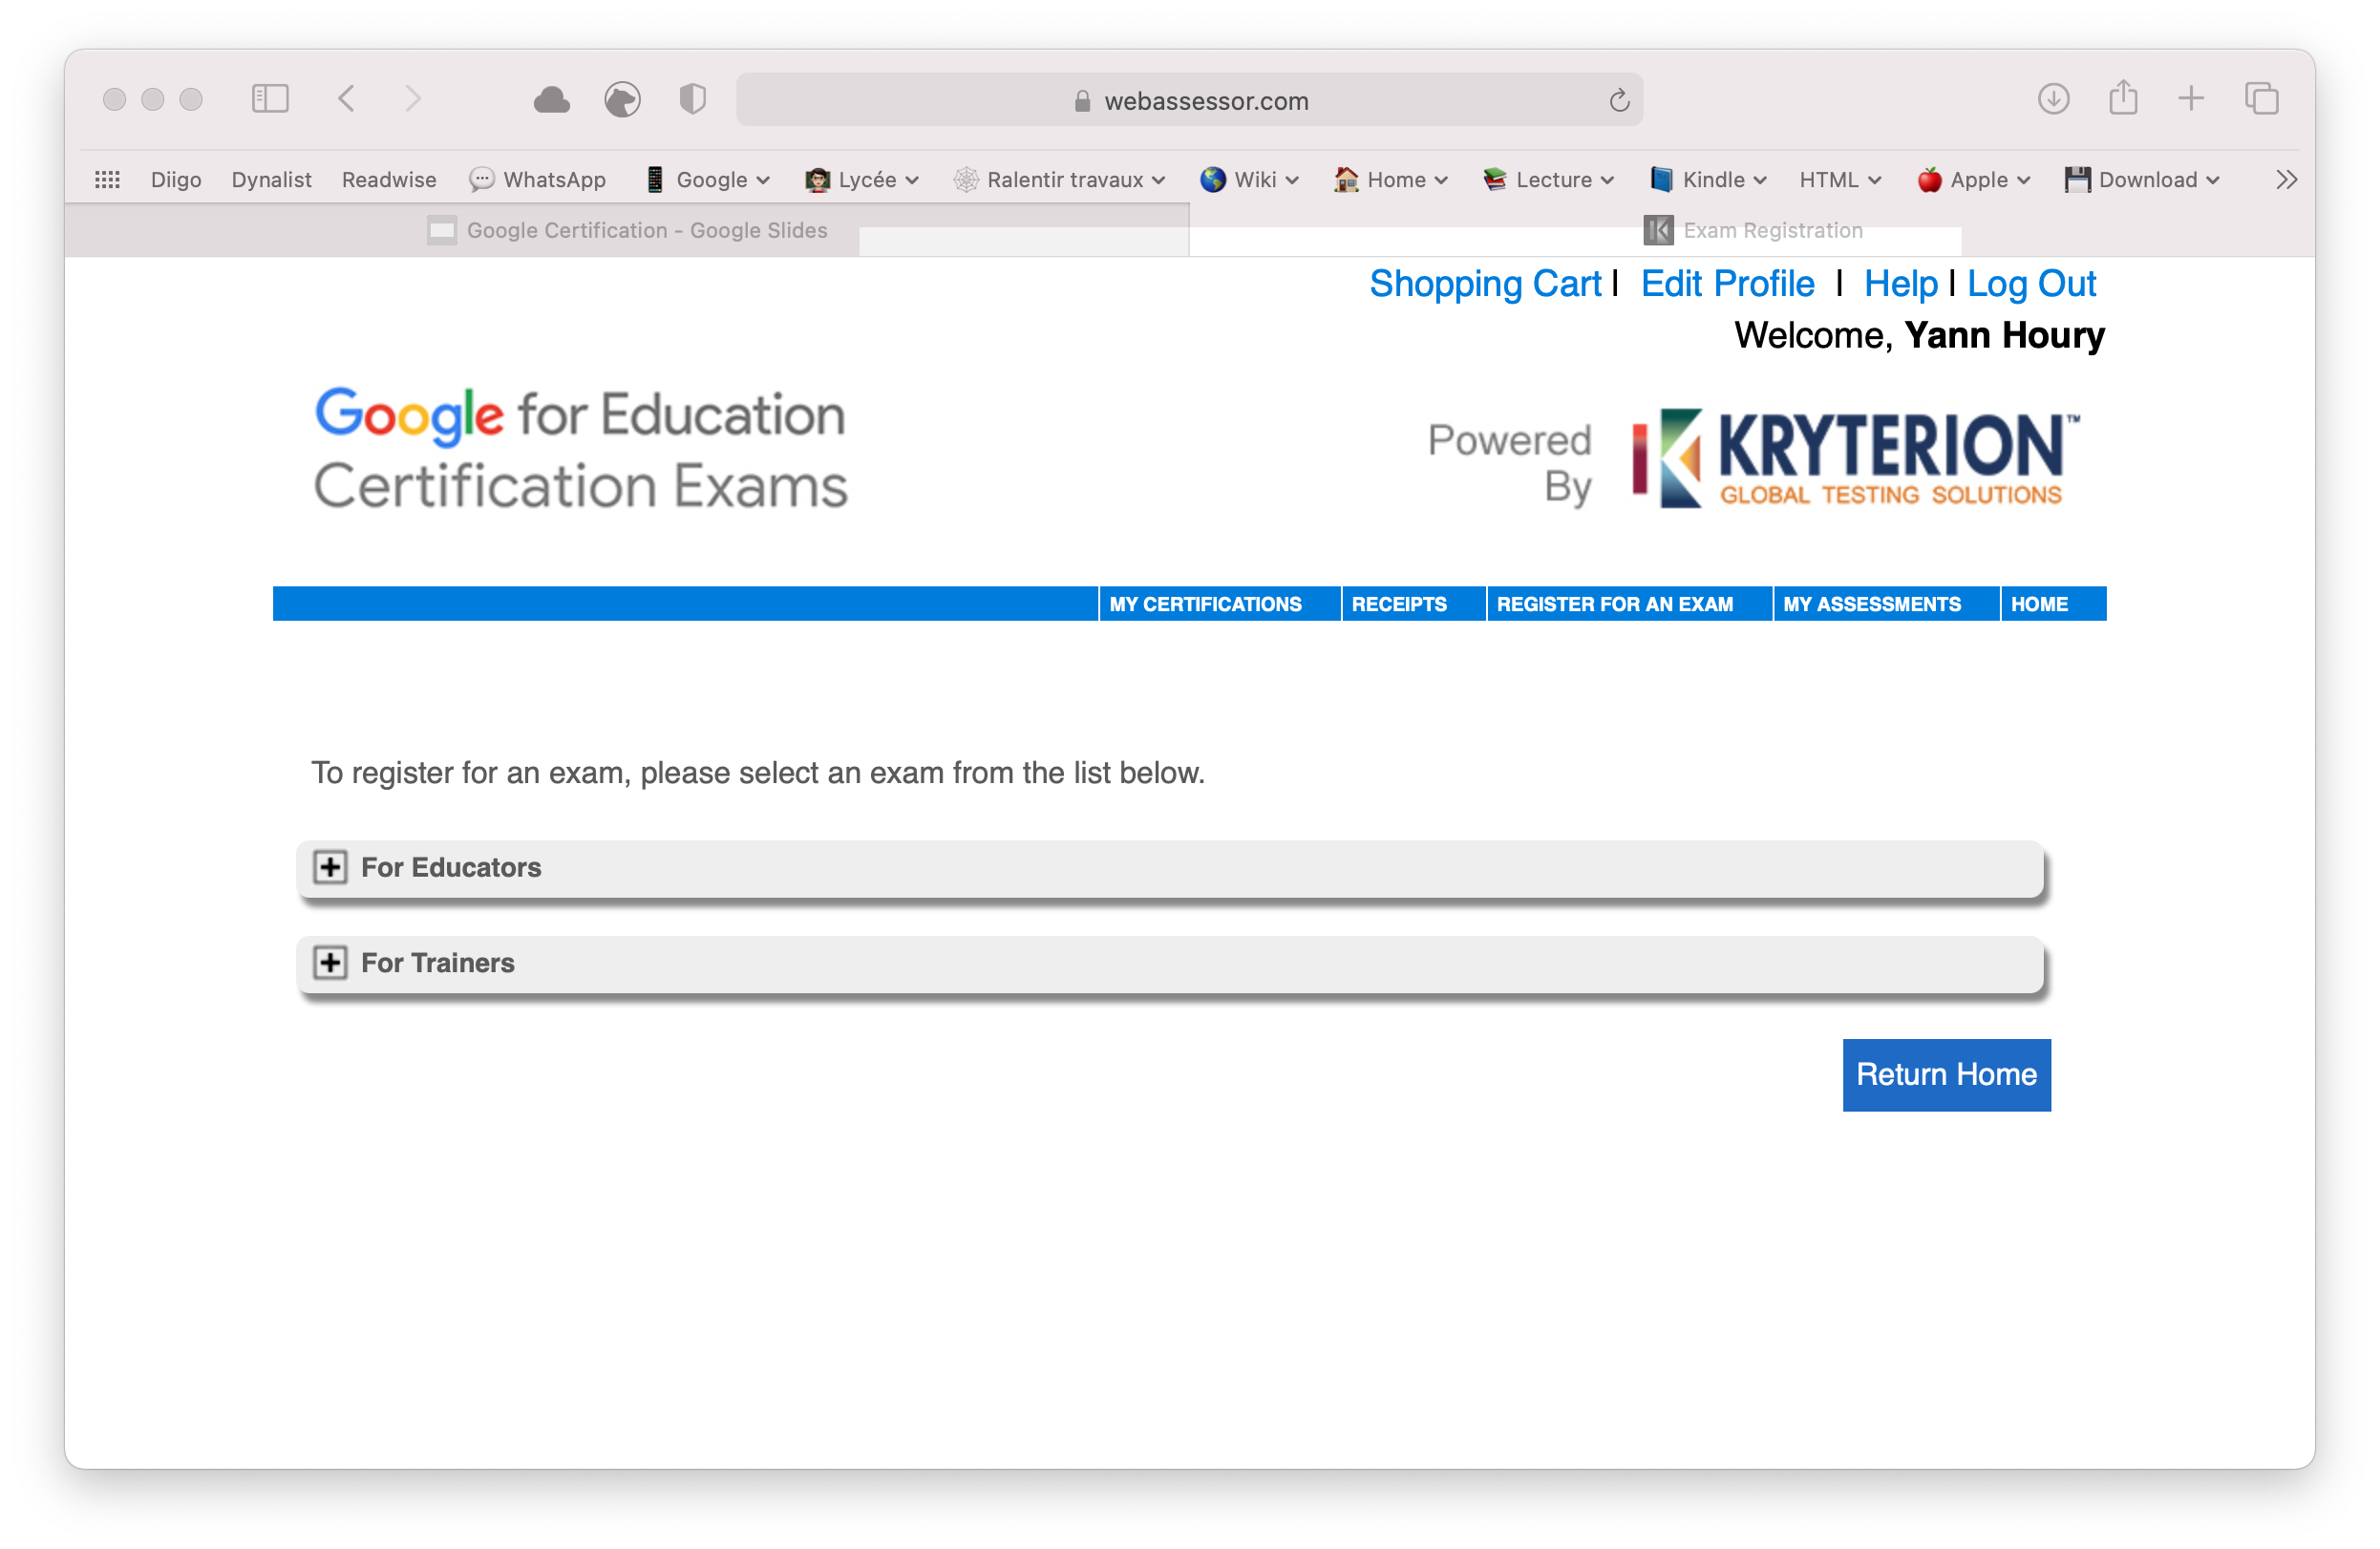 webassessor.com
Diigo Dynalist Readwise WhatsApp Google Lycée Ralentir travaux Wiki Home Lecture Kindle HTML Apple Download
Google Certification - Google Slides Exam Registration
Shopping Cart | Edit Profile | Help | Log Out
Welcome, Yann Houry
Google for Education
Certification Exams
Powered
By
KRYTERION™
GLOBAL TESTING SOLUTIONS
MY CERTIFICATIONS RECEIPTS REGISTER FOR AN EXAM MY ASSESSMENTS HOME
To register for an exam, please select an exam from the list below.
For Educators
For Trainers
Return Home